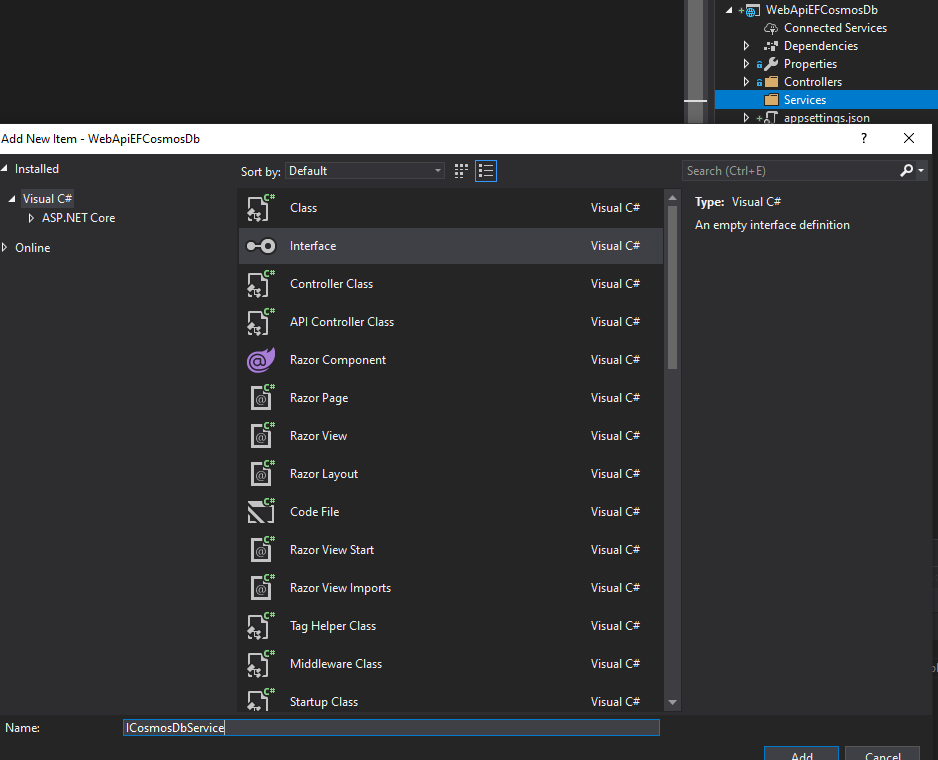 WebApiEFCosmosDb
Connected Services
Dependencies
Properties
Controllers
Services
appsettings.json
Add New Item - WebApiEFCosmosDb
?
Installed
Sort by: Default
Search (Ctrl+E)
Visual C#
ASP.NET Core
Online
Class Visual C#
Interface Visual C#
Controller Class Visual C#
API Controller Class Visual C#
Razor Component Visual C#
Razor Page Visual C#
Razor View Visual C#
Razor Layout Visual C#
Code File Visual C#
Razor View Start Visual C#
Razor View Imports Visual C#
Tag Helper Class Visual C#
Middleware Class Visual C#
Startup Class Visual C#
Type: Visual C#
An empty interface definition
Name: ICosmosDbService
Add Cancel